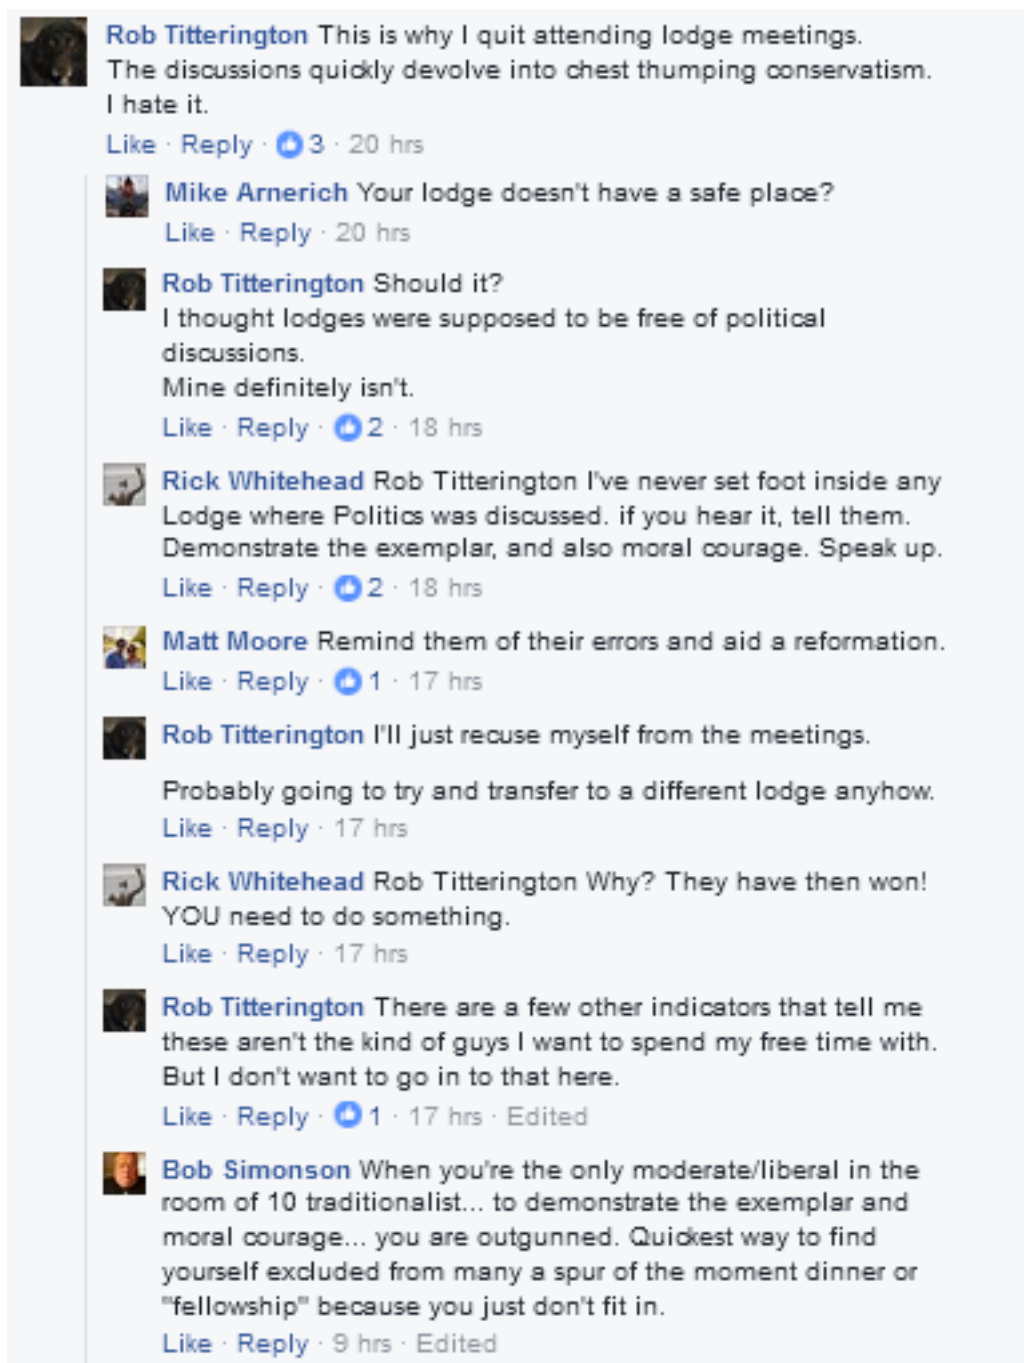 Rob Titterington This is why I quit attending lodge meetings.
The discussions quickly devolve into chest thumping conservatism.
I hate it.
Like · Reply · 3 · 20 hrs
Mike Arnerich Your lodge doesn't have a safe place?
Like · Reply · 20 hrs
Rob Titterington Should it?
I thought lodges were supposed to be free of political
discussions.
Mine definitely isn't.
Like · Reply · 2 · 18 hrs
Rick Whitehead Rob Titterington I've never set foot inside any
Lodge where Politics was discussed. if you hear it, tell them.
Demonstrate the exemplar, and also moral courage. Speak up.
Like · Reply · 2 · 18 hrs
Matt Moore Remind them of their errors and aid a reformation.
Like · Reply · 1 · 17 hrs
Rob Titterington I'll just recuse myself from the meetings.
Probably going to try and transfer to a different lodge anyhow.
Like · Reply · 17 hrs
Rick Whitehead Rob Titterington Why? They have then won!
YOU need to do something.
Like · Reply · 17 hrs
Rob Titterington There are a few other indicators that tell me
these aren't the kind of guys I want to spend my free time with.
But I don't want to go in to that here.
Like · Reply · 1 · 17 hrs · Edited
Bob Simonson When you're the only moderate/liberal in the
room of 10 traditionalist... to demonstrate the exemplar and
moral courage... you are outgunned. Quickest way to find
yourself excluded from many a spur of the moment dinner or
"fellowship" because you just don't fit in.
Like · Reply · 9 hrs · Edited